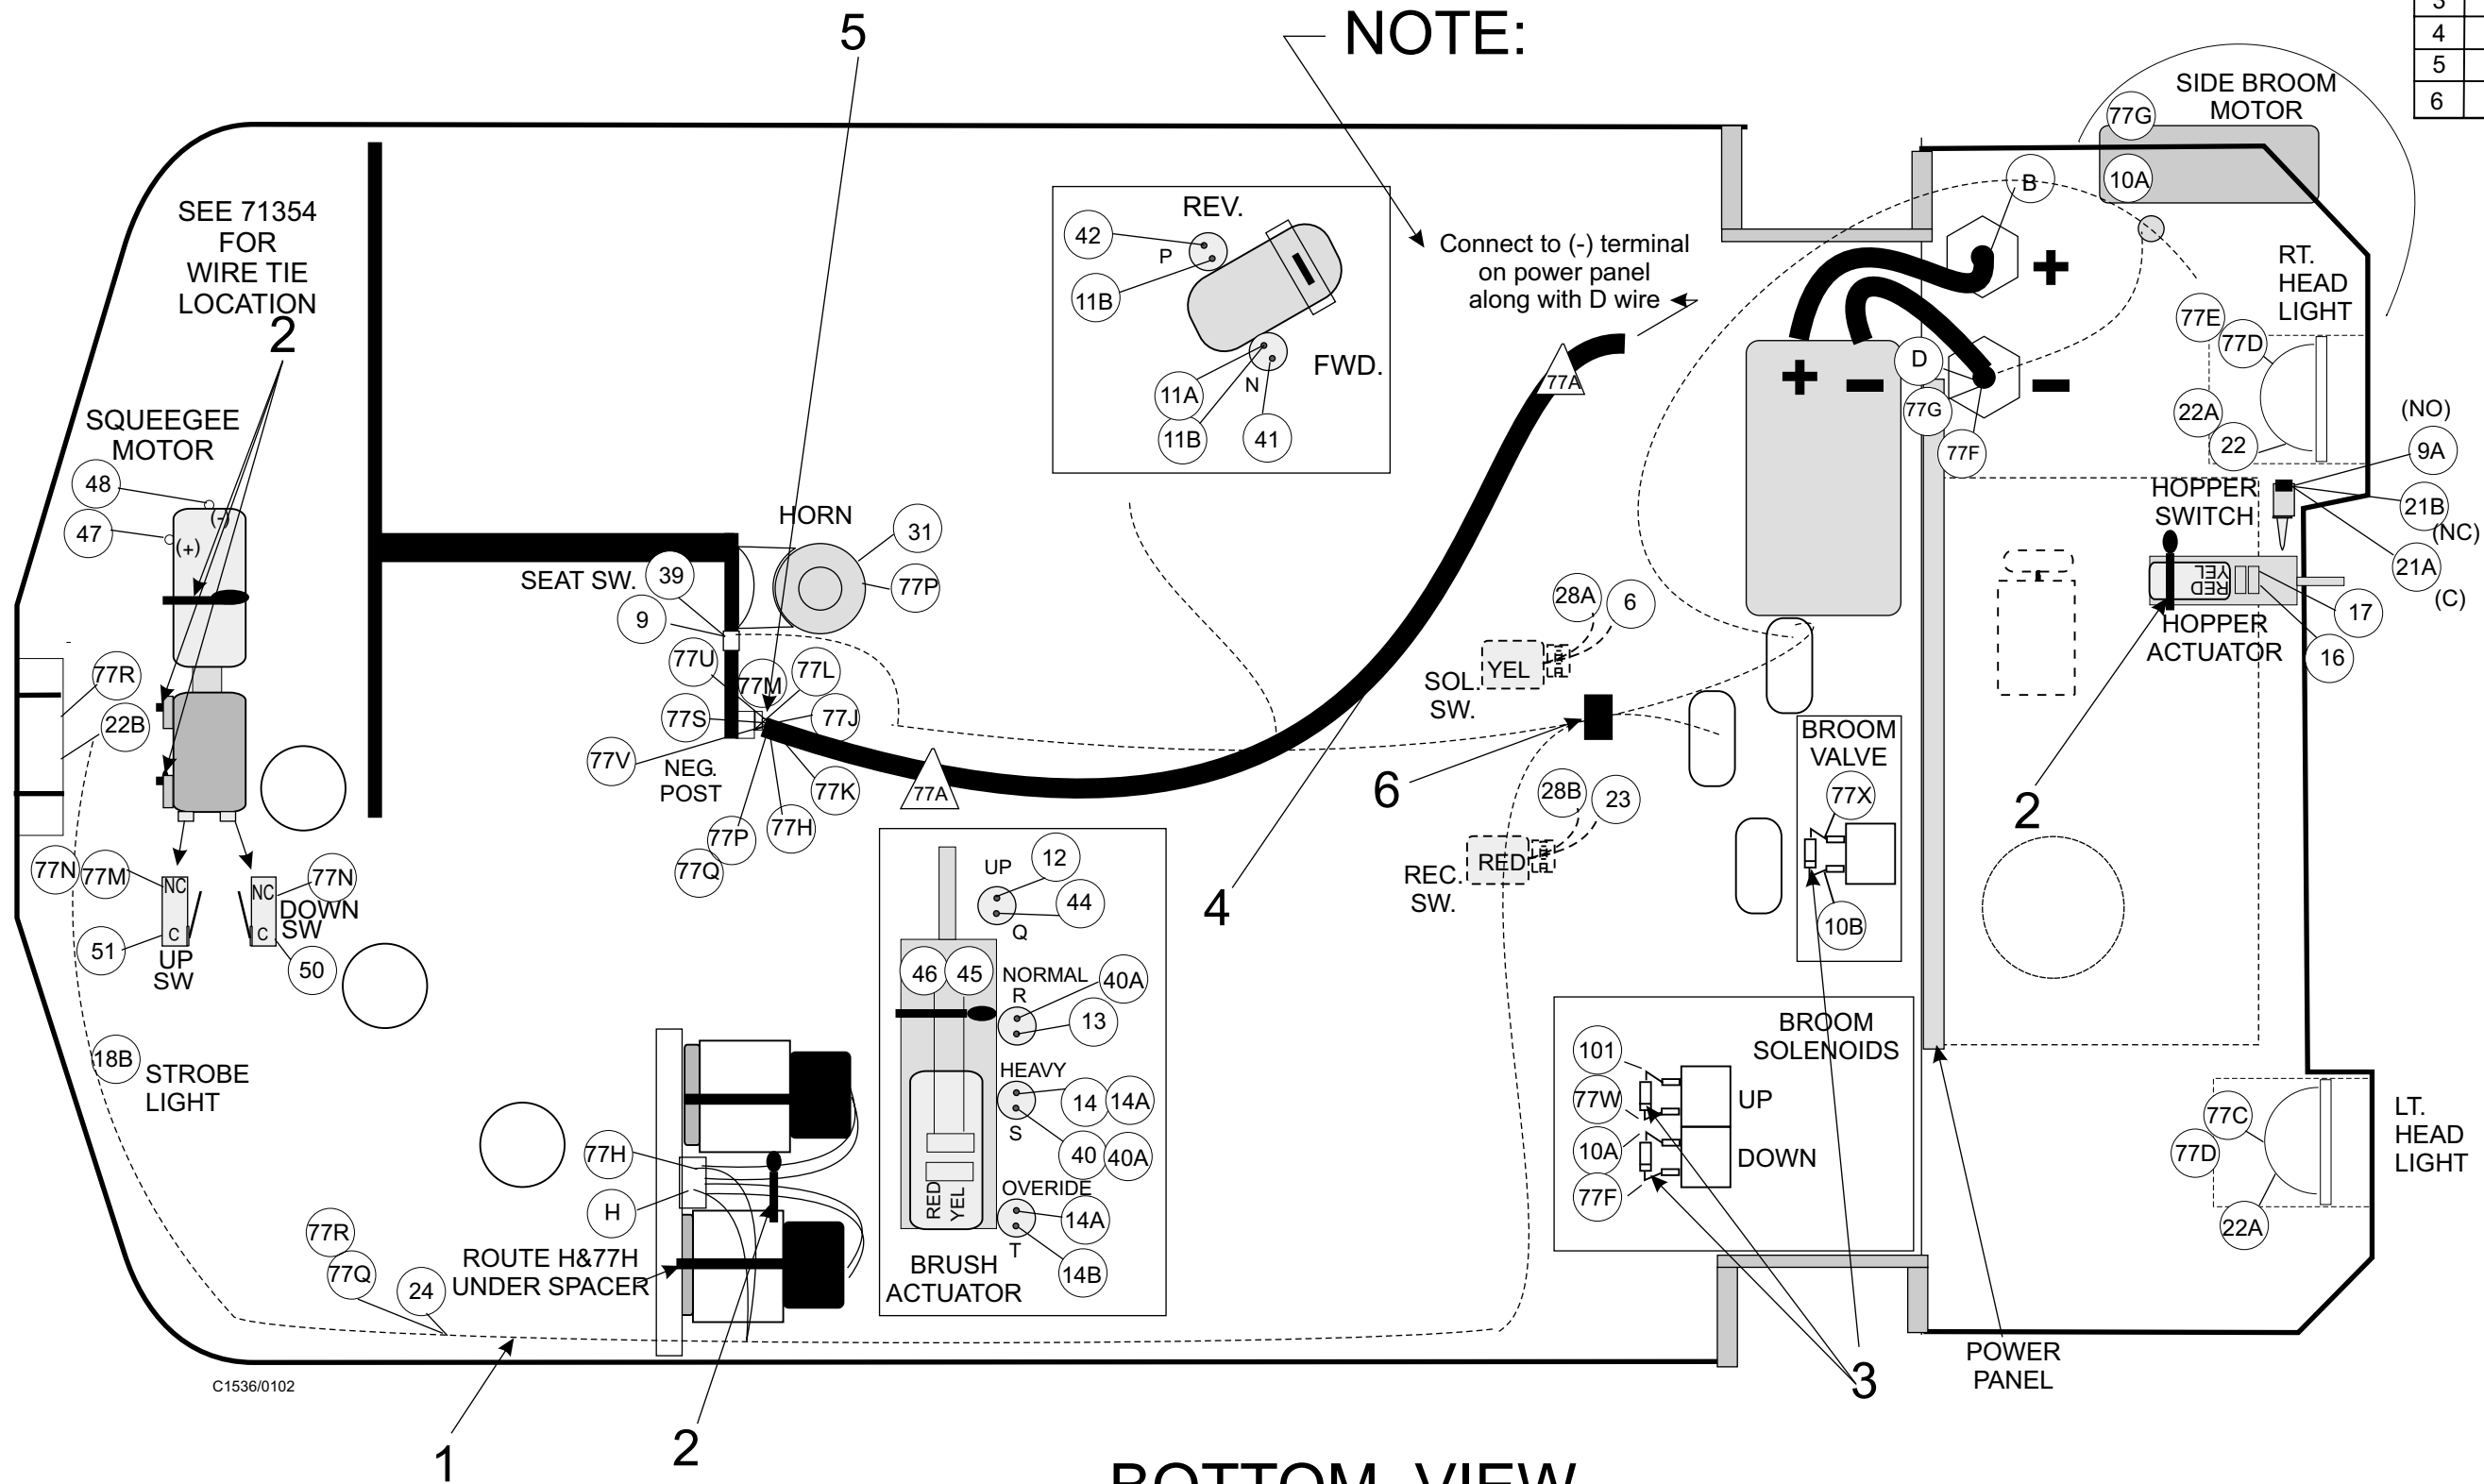 5
NOTE:
3
4
5
6
SIDE BROOM
MOTOR
77G
10A
B
SEE 71354
FOR
WIRE TIE
LOCATION
2
REV.
42
P
11B
11A
N
11B
41
FWD.
Connect to (-) terminal
on power panel
along with D wire
77A
+
-
+
-
D
77G
77F
RT.
HEAD
LIGHT
77E
77D
22A
22
(NO)
9A
21B
(NC)
21A
(C)
HOPPER
SWITCH
RED
YEL
17
16
HOPPER
ACTUATOR
2
SQUEEGEE
MOTOR
48
47
(-)
(+)
HORN
31
77P
SEAT SW.
39
9
77U
77M
77L
77S
77J
77V
NEG.
POST
77K
77A
77P
77H
77Q
28A
6
YEL
SOL.
SW.
6
28B
23
RED
REC.
SW.
4
BROOM
VALVE
77X
10B
77R
22B
77N
77M
NC
NC
77N
DOWN
SW
C
C
51
UP
SW
50
18B
STROBE
LIGHT
UP
12
44
Q
46
45
NORMAL
R
40A
13
HEAVY
14
14A
S
40
40A
OVERIDE
14A
T
14B
RED
YEL
BRUSH
ACTUATOR
BROOM
SOLENOIDS
101
77W
UP
10A
DOWN
77F
77H
H
ROUTE H&77H
UNDER SPACER
77R
77Q
24
77C
77D
22A
LT.
HEAD
LIGHT
POWER
PANEL
3
C1536/0102
1
2
BOTTOM VIEW